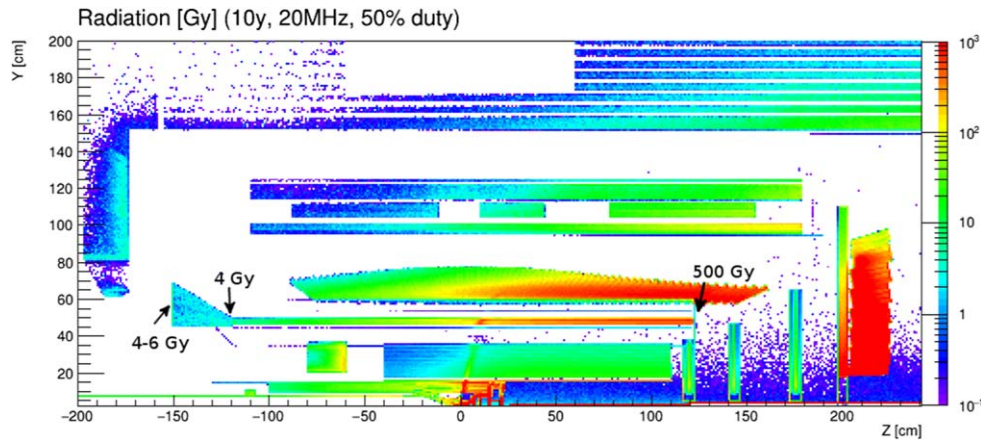 Radiation [Gy] (10y, 20MHz, 50% duty)
Y [cm]
200
180
160
140
120
100
80
60
40
20
4 Gy
500 Gy
4-6 Gy
−200 −150 −100 −50 0 50 100 150 200
Z [cm]
10³
10²
10
1
10⁻¹